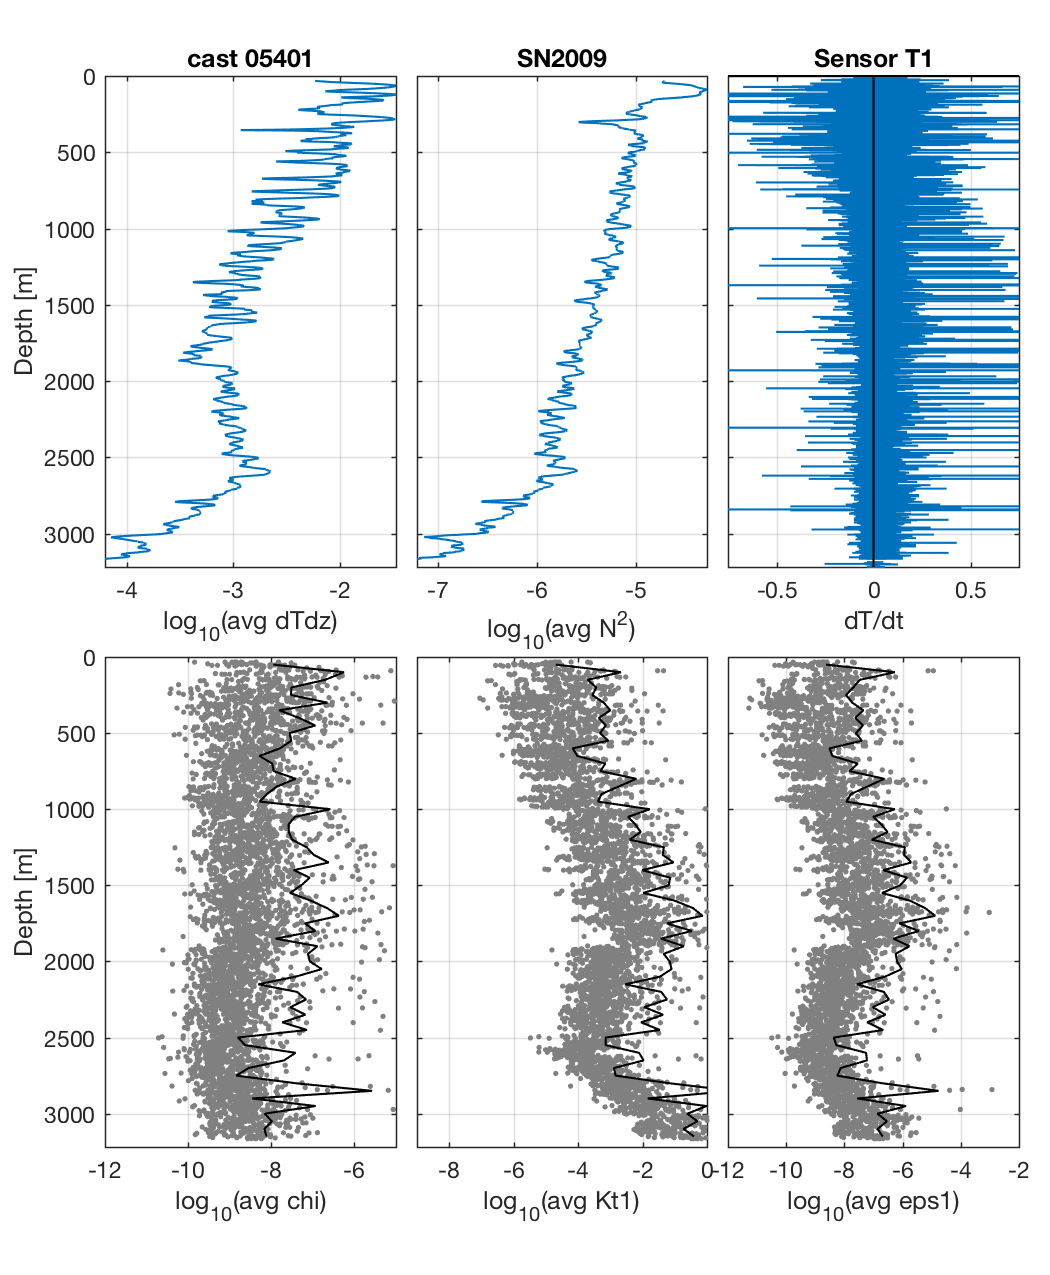 cast 05401 SN2009 Sensor T1
0
500
1000
1500
2000
2500
3000
Depth [m]
-4 -3 -2 -7 -6 -5 -0.5 0 0.5
log10(avg dTdz) log10(avg N2) dT/dt
0
500
1000
1500
2000
2500
3000
Depth [m]
-12 -10 -8 -6 -8 -6 -4 -2 0 -12 -10 -8 -6 -4 -2
log10(avg chi) log10(avg Kt1) log10(avg eps1)